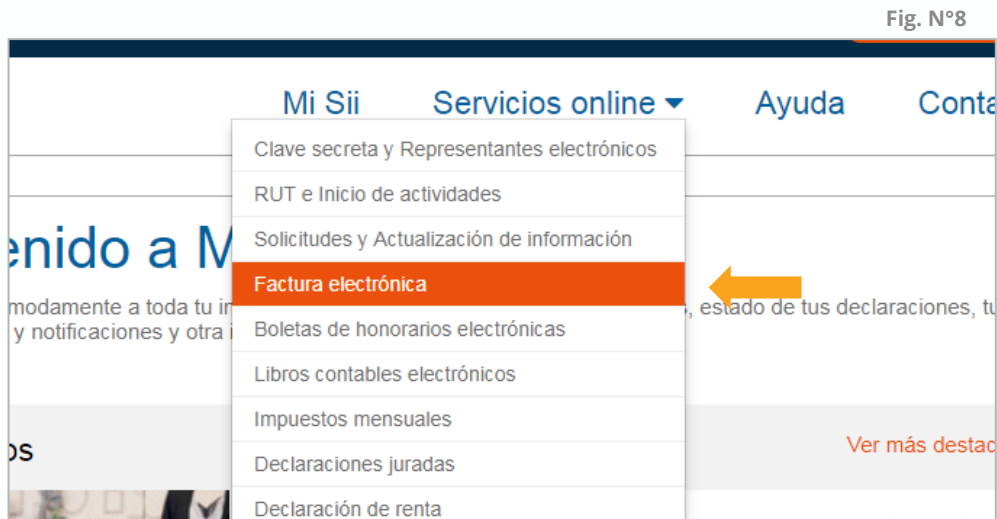 Fig. N°8
Mi Sii Servicios online Ayuda Conta
Clave secreta y Representantes electrónicos
RUT e Inicio de actividades
Solicitudes y Actualización de información
enido a M
Factura electrónica
modamente a toda tu in , estado de tus declaraciones, tu
y notificaciones y otra i
Boletas de honorarios electrónicas
Libros contables electrónicos
Impuestos mensuales
os Ver más destac
Declaraciones juradas
Declaración de renta